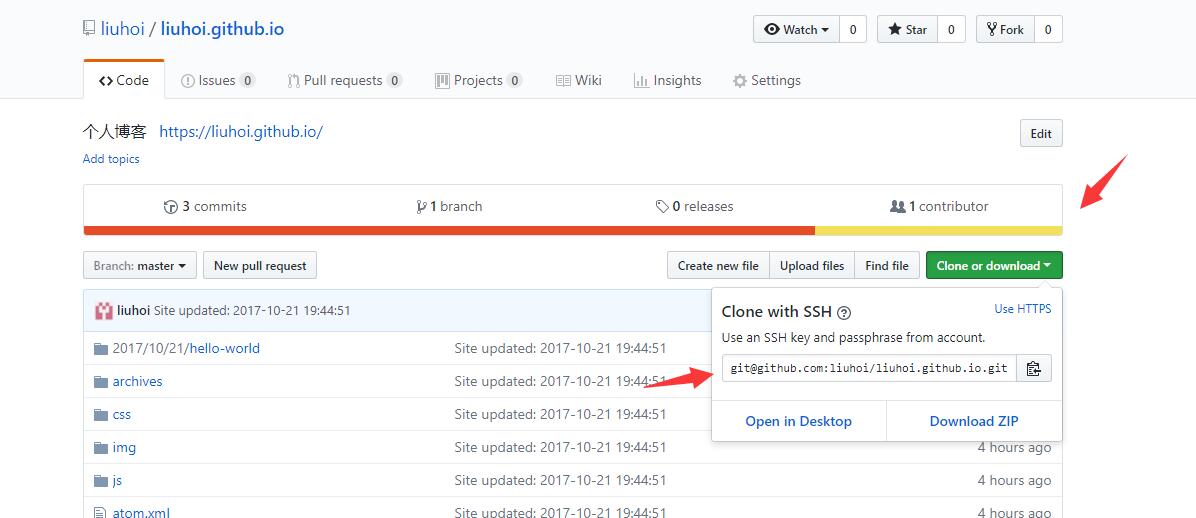 liuhoi / liuhoi.github.io
Watch 0 Star 0 Fork 0
Code Issues 0 Pull requests 0 Projects 0 Wiki Insights Settings
个人博客 https://liuhoi.github.io/ Edit
Add topics
3 commits 1 branch 0 releases 1 contributor
Branch: master New pull request Create new file Upload files Find file Clone or download
liuhoi Site updated: 2017-10-21 19:44:51
Clone with SSH ? Use HTTPS
Use an SSH key and passphrase from account.
git@github.com:liuhoi/liuhoi.github.io.git
Open in Desktop Download ZIP
2017/10/21/hello-world Site updated: 2017-10-21 19:44:51
archives Site updated: 2017-10-21 19:44:51
css Site updated: 2017-10-21 19:44:51
img Site updated: 2017-10-21 19:44:51 4 hours ago
js Site updated: 2017-10-21 19:44:51 4 hours ago
atom.xml Site updated: 2017-10-21 19:44:51 4 hours ago